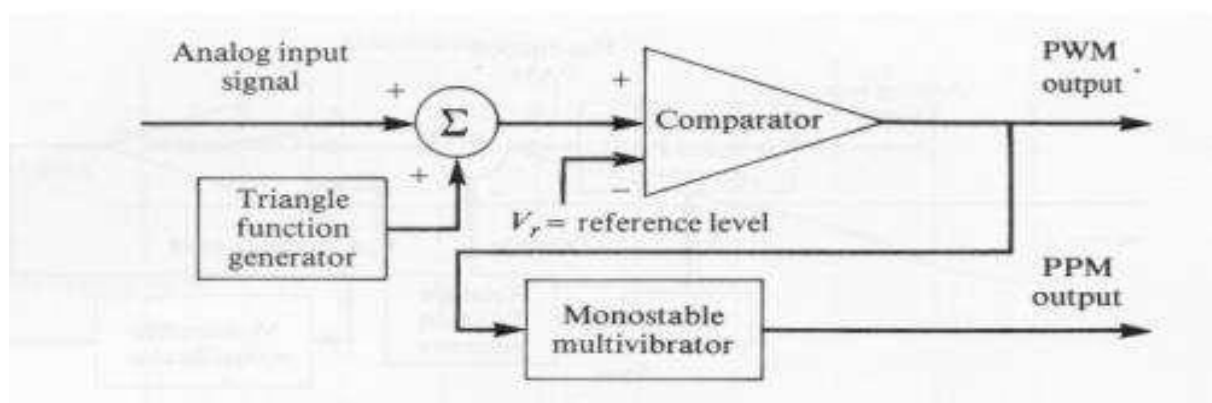 Analog input
signal
+
Σ
+
Triangle
function
generator
+
Comparator
−
V_r = reference level
PWM
output
Monostable
multivibrator
PPM
output